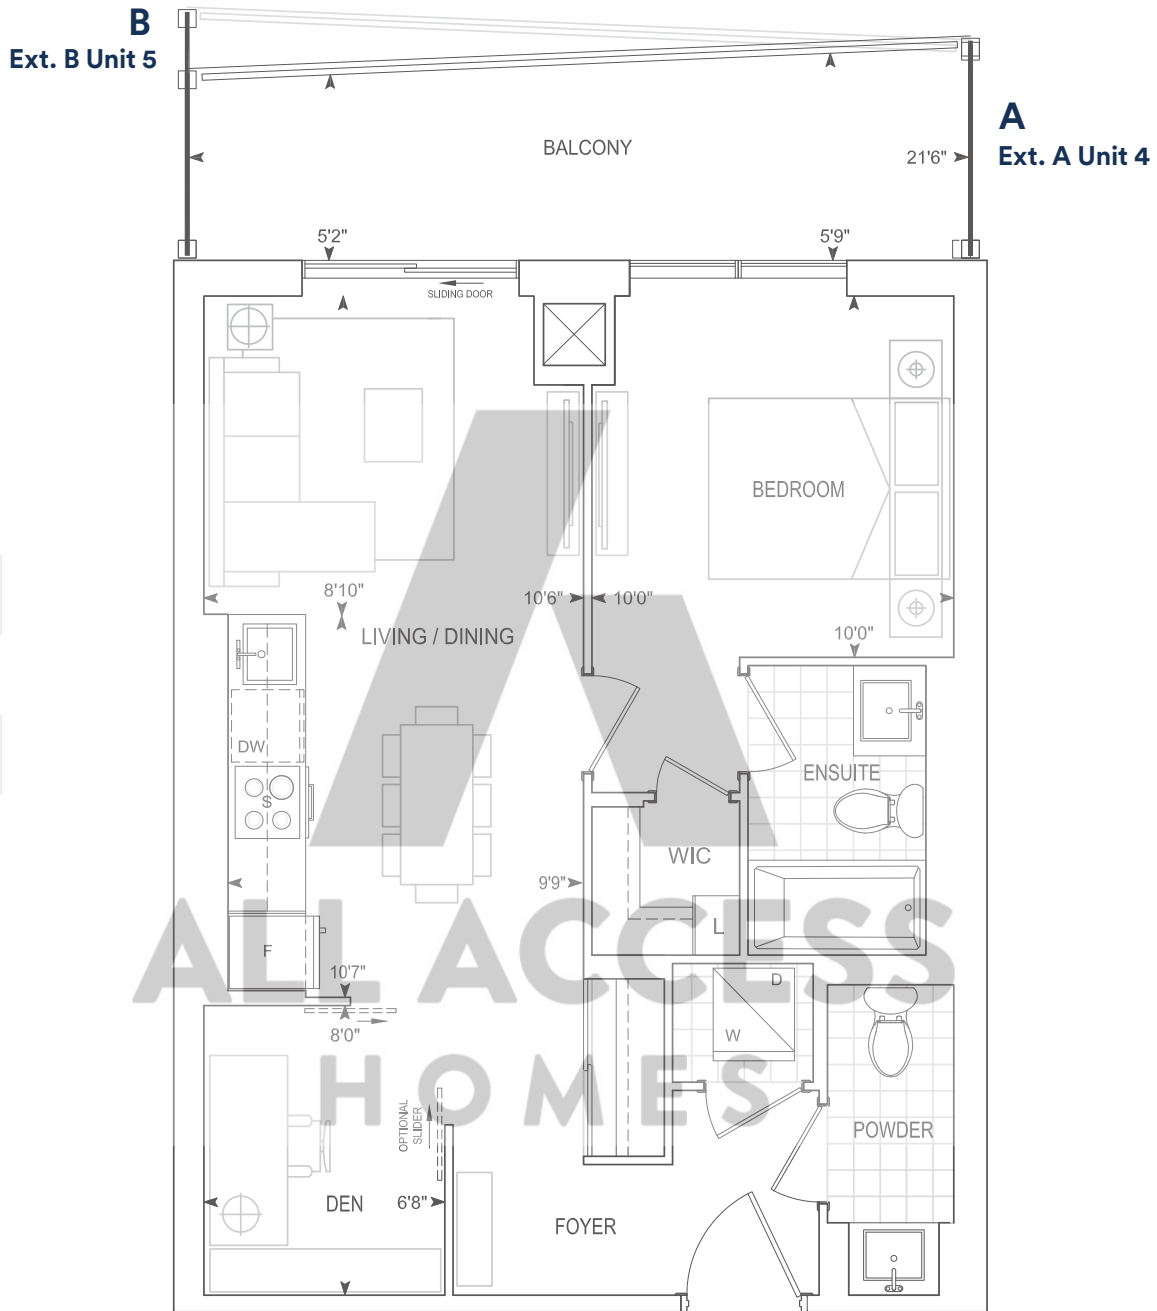 B
Ext. B Unit 5
A
Ext. A Unit 4
BALCONY
21'6"
5'2"
5'9"
SLIDING DOOR
BEDROOM
8'10"
10'6"
10'0"
LIVING / DINING
10'0"
DW
S
ENSUITE
WIC
9'9"
L
F
ALL ACCESS
HOMES
10'7"
8'0"
D
W
OPTIONAL
SLIDER
POWDER
DEN
6'8"
FOYER